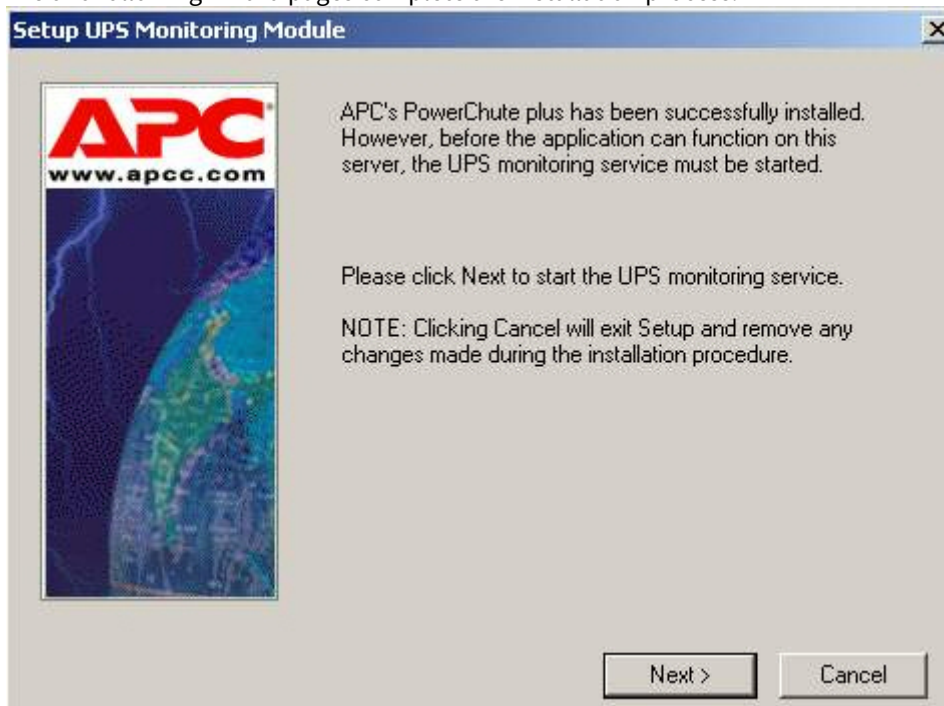 Setup UPS Monitoring Module
APC
www.apcc.com
APC's PowerChute plus has been successfully installed.
However, before the application can function on this
server, the UPS monitoring service must be started.
Please click Next to start the UPS monitoring service.
NOTE: Clicking Cancel will exit Setup and remove any
changes made during the installation procedure.
Next >
Cancel